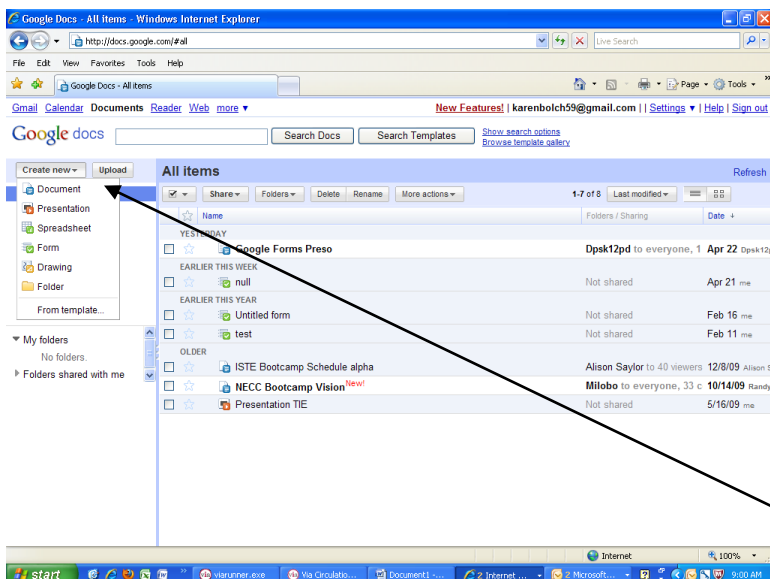 Google Docs - All items - Windows Internet Explorer
http://docs.google.com/#all
Live Search
File Edit View Favorites Tools Help
Google Docs - All items
Page Tools »
Gmail Calendar Documents Reader Web more ▼
New Features! | karenbolch59@gmail.com | | Settings ▼ | Help | Sign out
Google docs
Search Docs
Search Templates
Show search options
Browse template gallery
Create new
Upload
All items
Refresh
Document
Presentation
Spreadsheet
Form
Drawing
Folder
From template...
Share Folders Delete Rename More actions
1-7 of 8 Last modified
Name Folders / Sharing Date
YESTERDAY
Google Forms Preso Dpsk12pd to everyone, 1 Apr 22 Dpsk12p
EARLIER THIS WEEK
null Not shared Apr 21 me
EARLIER THIS YEAR
Untitled form Not shared Feb 16 me
test Not shared Feb 11 me
OLDER
ISTE Bootcamp Schedule alpha Alison Saylor to 40 viewers 12/8/09 Alison S
NECC Bootcamp Vision New! Milobo to everyone, 33 c 10/14/09 Randy
Presentation TIE Not shared 5/16/09 me
My folders
No folders.
Folders shared with me
Internet 100%
start
viarunner.exe
Via Circulatio...
Document1 -...
2 Internet ...
2 Microsoft...
9:00 AM